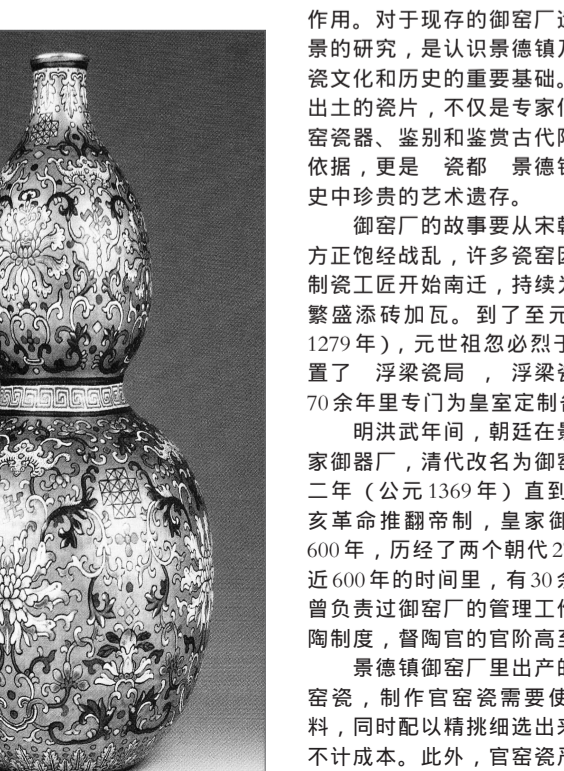 作用。对于现存的御窑厂
景的研究，是认识景德镇
瓷文化和历史的重要基础。
出土的瓷片，不仅是专家
窑瓷器、鉴别和鉴赏古代
依据，更是 瓷都 景德镇
史中珍贵的艺术遗存。
御窑厂的故事要从宋朝
方正饱经战乱，许多瓷窑因
制瓷工匠开始南迁，持续
繁盛添砖加瓦。到了至元
1279年)，元世祖忽必烈于
置了 浮梁瓷局 ，浮梁瓷
70余年里专门为皇室定制
明洪武年间，朝廷在景
家御器厂，清代改名为御窑
二年（公元1369年）直到
亥革命推翻帝制，皇家御
600年，历经了两个朝代2
近600年的时间里，有30余
曾负责过御窑厂的管理工作
陶制度，督陶官的官阶高至
景德镇御窑厂里出产的
窑瓷，制作官窑瓷需要使
料，同时配以精挑细选出来
不计成本。此外，官窑瓷严